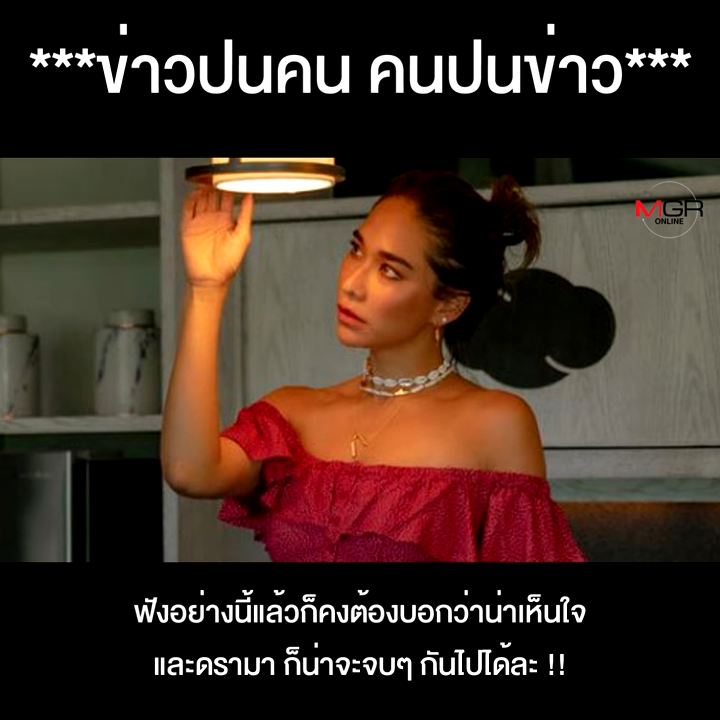 ***ข่าวปนคน คนปนข่าว***
MGR
ONLINE
ฟังอย่างนี้แล้วก็คงต้องบอกว่าน่าเห็นใจ
และดรามา ก็น่าจะจบๆ กันไปได้ละ !!